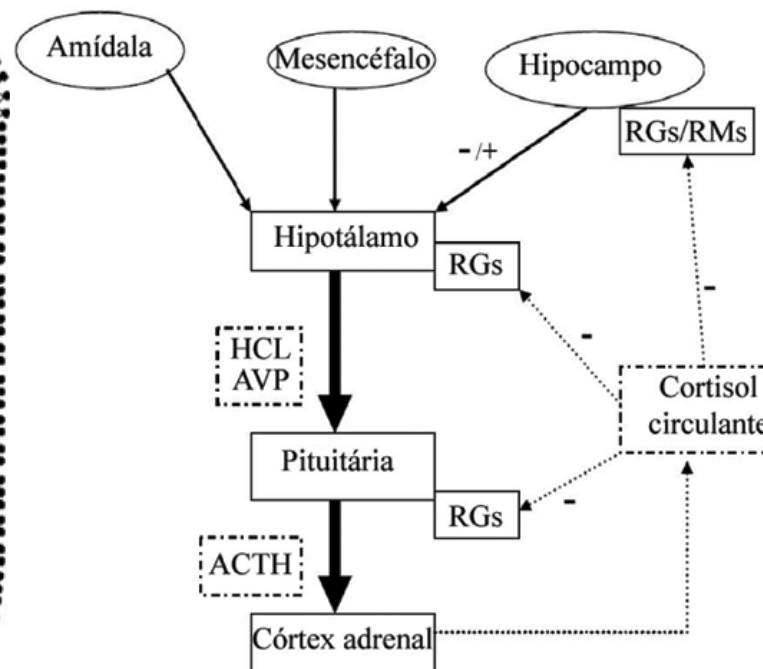 Amídala
Mesencéfalo
Hipocampo
RGs/RMs
- /+
Hipotálamo
RGs
-
-
HCL
AVP
Cortisol
circulante
Pituitária
RGs
-
ACTH
Córtex adrenal